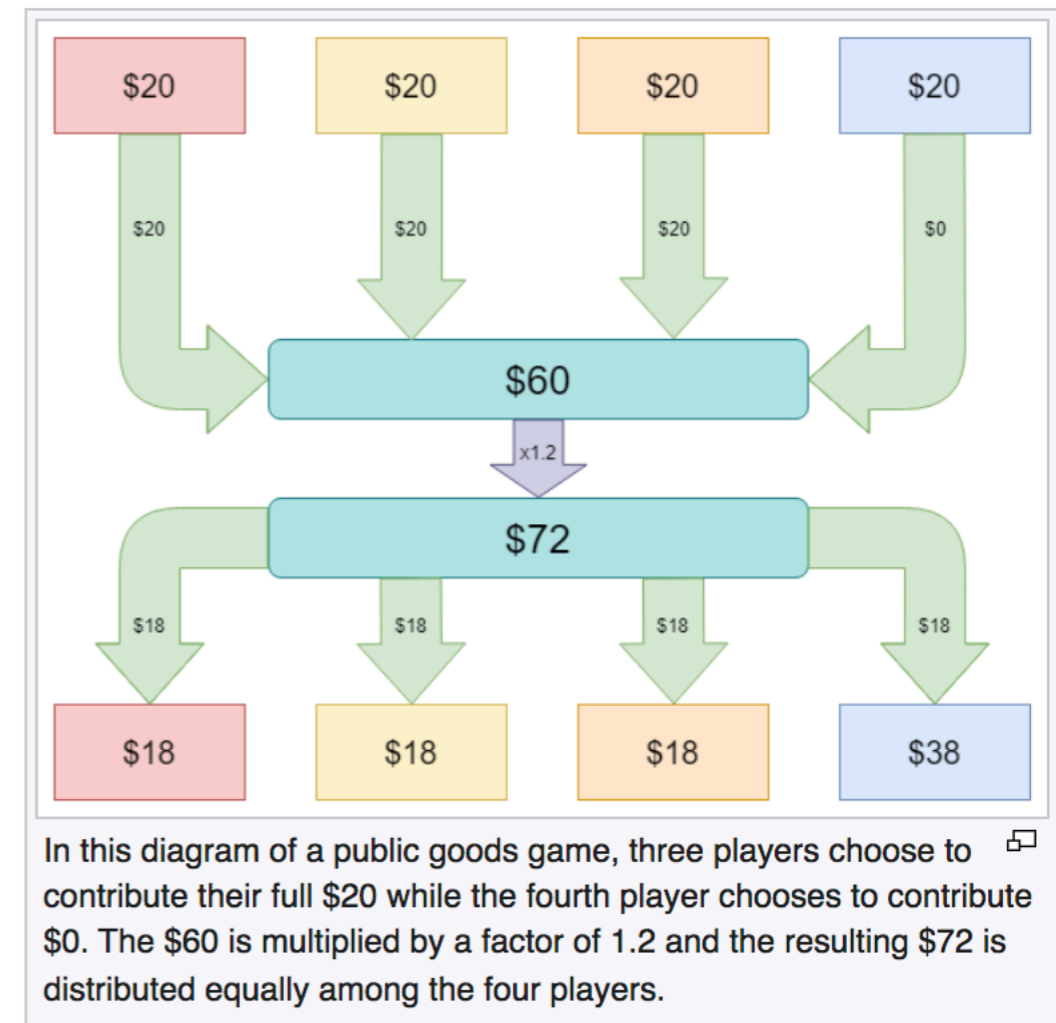 $20 $20 $20 $20
$20 $20 $20 $0
$60
x1.2
$72
$18 $18 $18 $18
$18 $18 $18 $38
In this diagram of a public goods game, three players choose to
contribute their full $20 while the fourth player chooses to contribute
$0. The $60 is multiplied by a factor of 1.2 and the resulting $72 is
distributed equally among the four players.